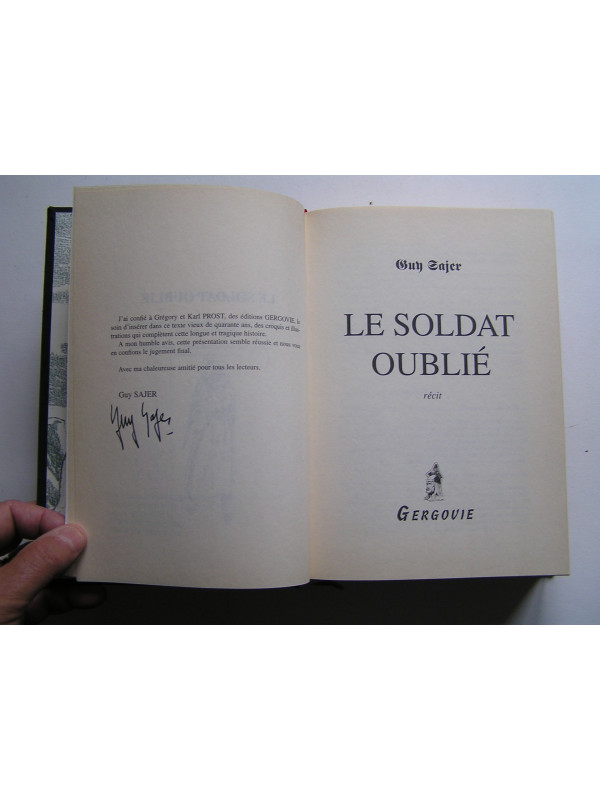 J'ai confié à Grégory et Karl PROST, des éditions GERGOVIE, le
soin d'insérer dans ce texte vieux de quarante ans, des croquis et illus-
trations qui complètent cette longue et tragique histoire.
A mon humble avis, cette présentation semble réussie et nous vous
en confions le jugement final.
Avec ma chaleureuse amitié pour tous les lecteurs.
Guy SAJER
Guy Sajer
Guy Sajer
LE SOLDAT
OUBLIÉ
récit
GERGOVIE